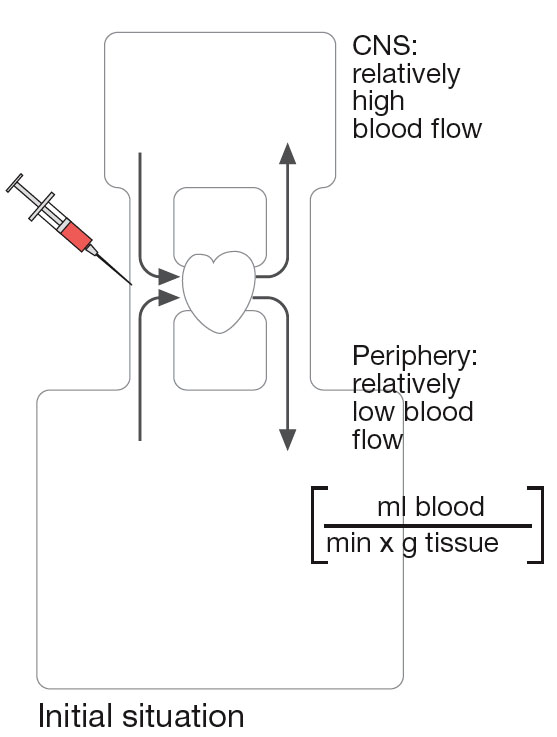 CNS:
relatively
high
blood flow
Periphery:
relatively
low blood
flow
ml blood
min x g tissue
Initial situation